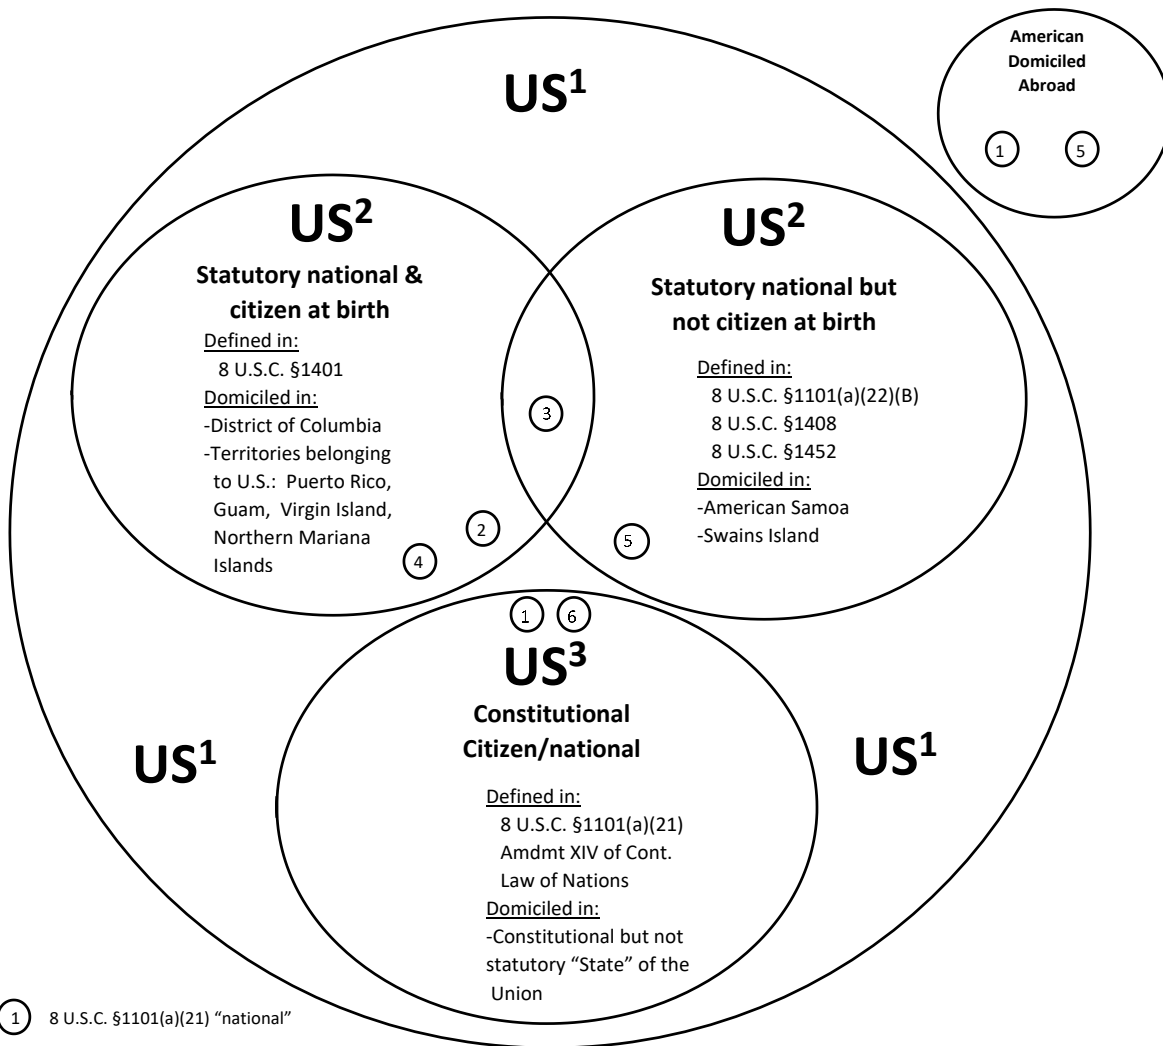 American
Domiciled
Abroad
1 5
US¹
US²
Statutory national &
citizen at birth
Defined in:
8 U.S.C. §1401
Domiciled in:
-District of Columbia
-Territories belonging
to U.S.: Puerto Rico,
Guam, Virgin Island,
Northern Mariana
Islands
4
2
3
US²
Statutory national but
not citizen at birth
Defined in:
8 U.S.C. §1101(a)(22)(B)
8 U.S.C. §1408
8 U.S.C. §1452
Domiciled in:
-American Samoa
-Swains Island
5
1 6
US³
Constitutional
Citizen/national
Defined in:
8 U.S.C. §1101(a)(21)
Amdmt XIV of Cont.
Law of Nations
Domiciled in:
-Constitutional but not
statutory “State” of the
Union
US¹
US¹
1 8 U.S.C. §1101(a)(21) “national”